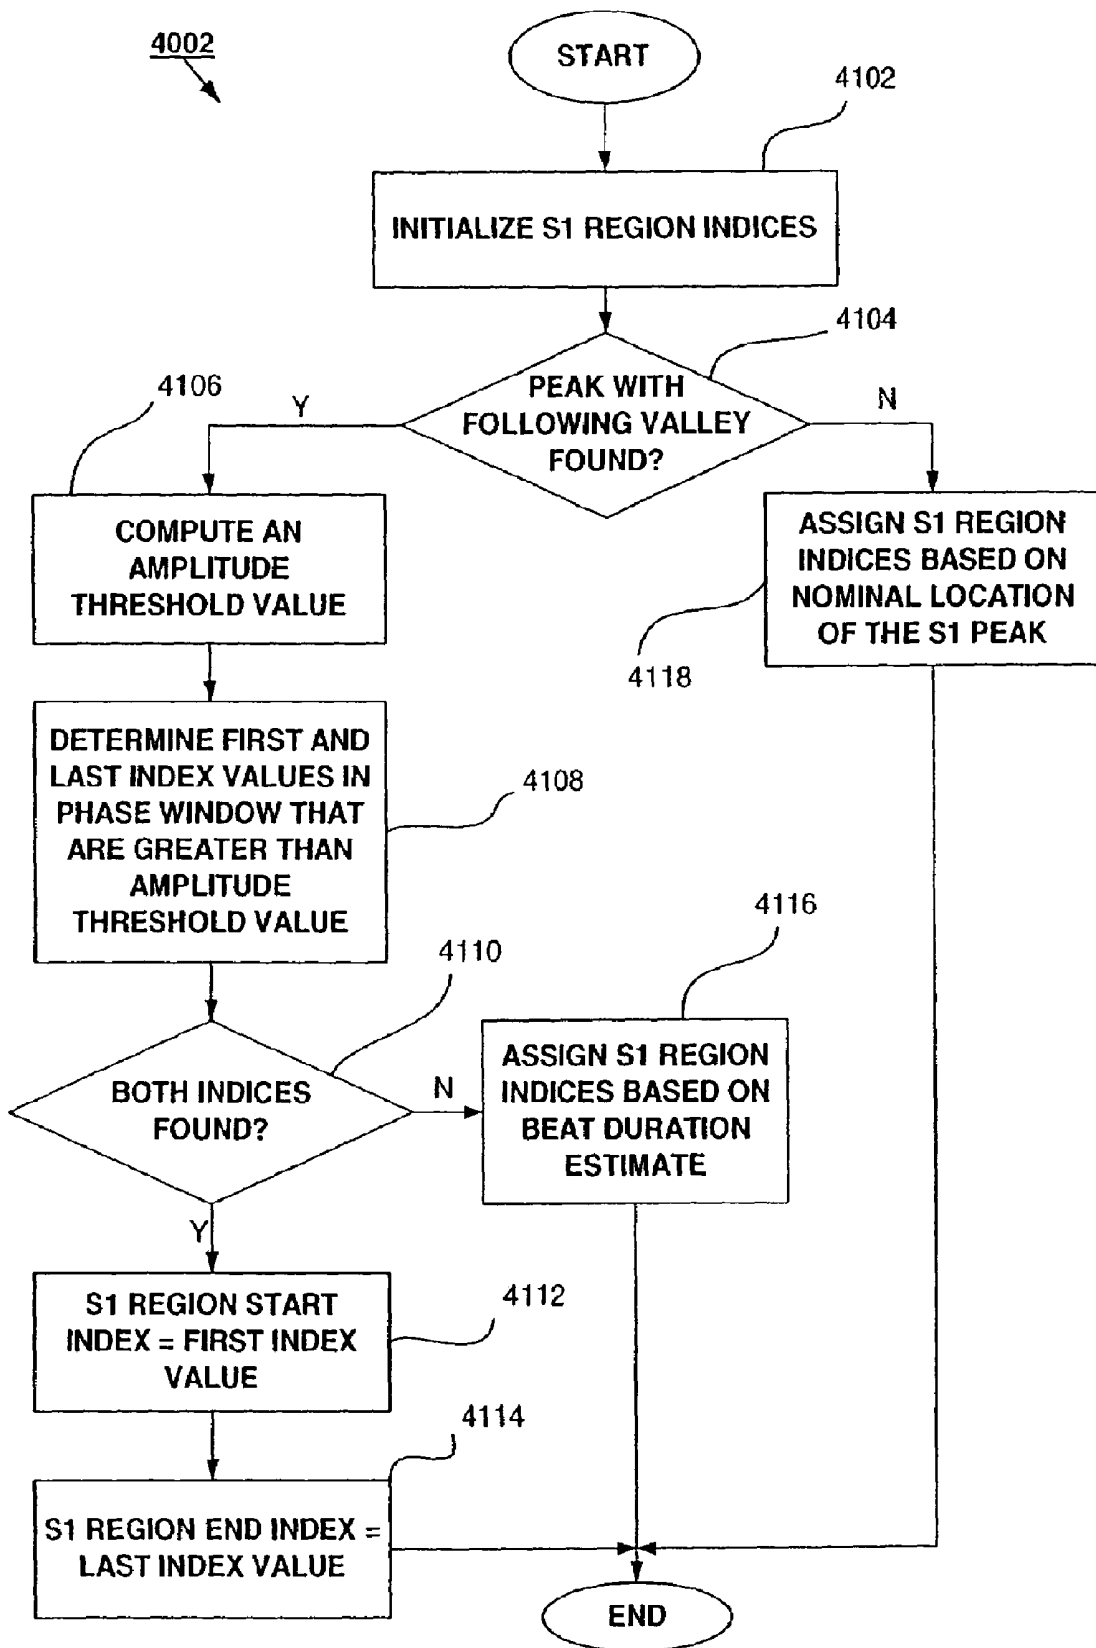 4002
START
4102
INITIALIZE S1 REGION INDICES
4104
PEAK WITH
FOLLOWING VALLEY
FOUND?
Y
N
4106
COMPUTE AN
AMPLITUDE
THRESHOLD VALUE
ASSIGN S1 REGION
INDICES BASED ON
NOMINAL LOCATION
OF THE S1 PEAK
4118
DETERMINE FIRST AND
LAST INDEX VALUES IN
PHASE WINDOW THAT
ARE GREATER THAN
AMPLITUDE
THRESHOLD VALUE
4108
4110
BOTH INDICES
FOUND?
N
4116
ASSIGN S1 REGION
INDICES BASED ON
BEAT DURATION
ESTIMATE
Y
S1 REGION START
INDEX = FIRST INDEX
VALUE
4112
4114
S1 REGION END INDEX =
LAST INDEX VALUE
END